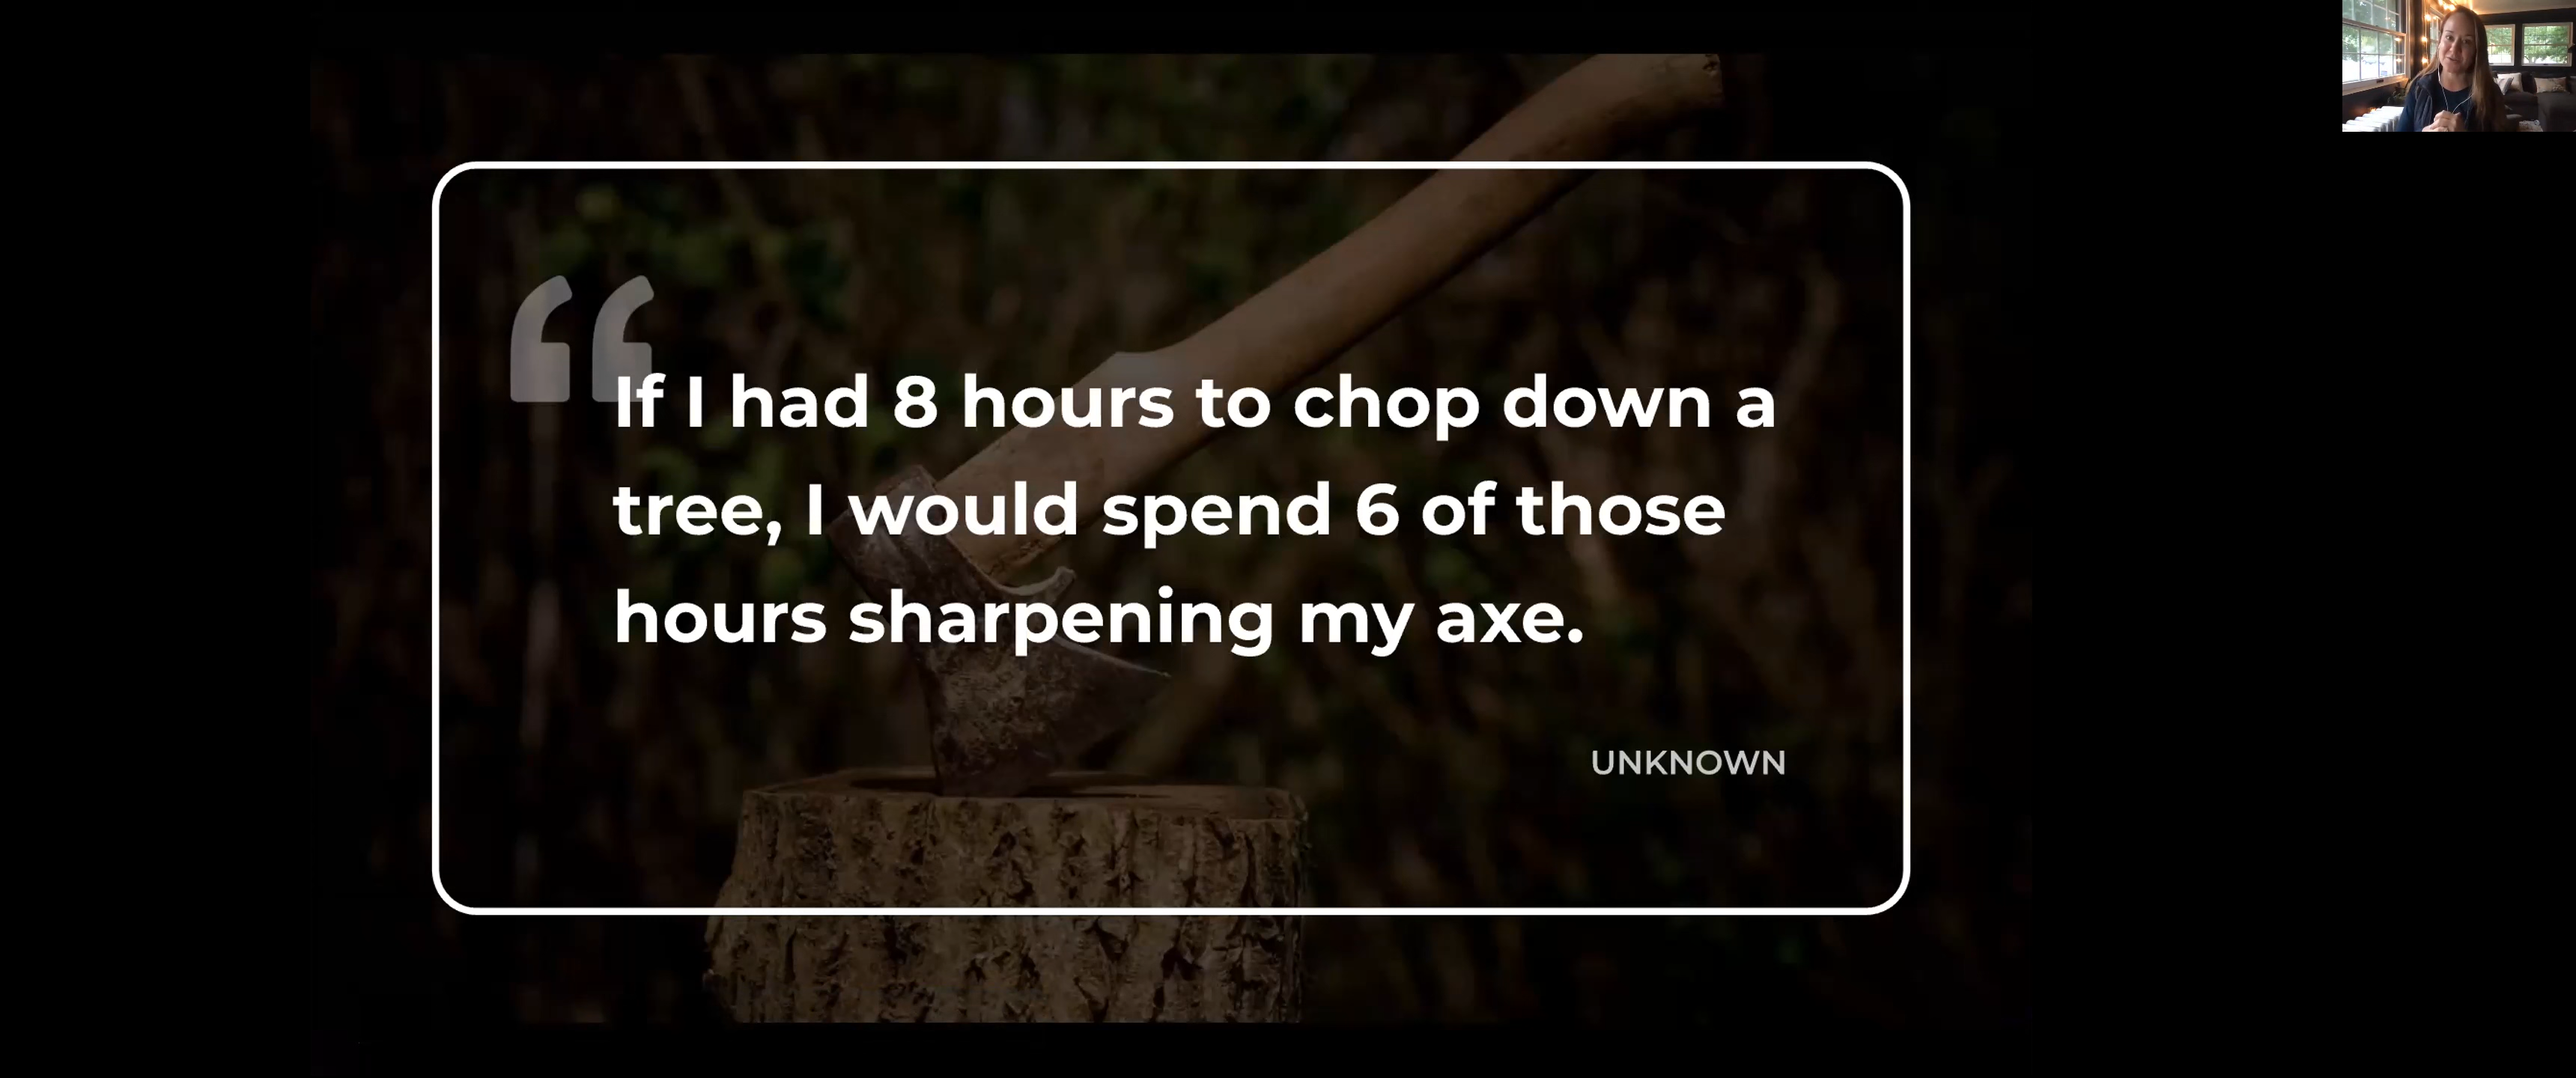 “
If I had 8 hours to chop down a
tree, I would spend 6 of those
hours sharpening my axe.
UNKNOWN